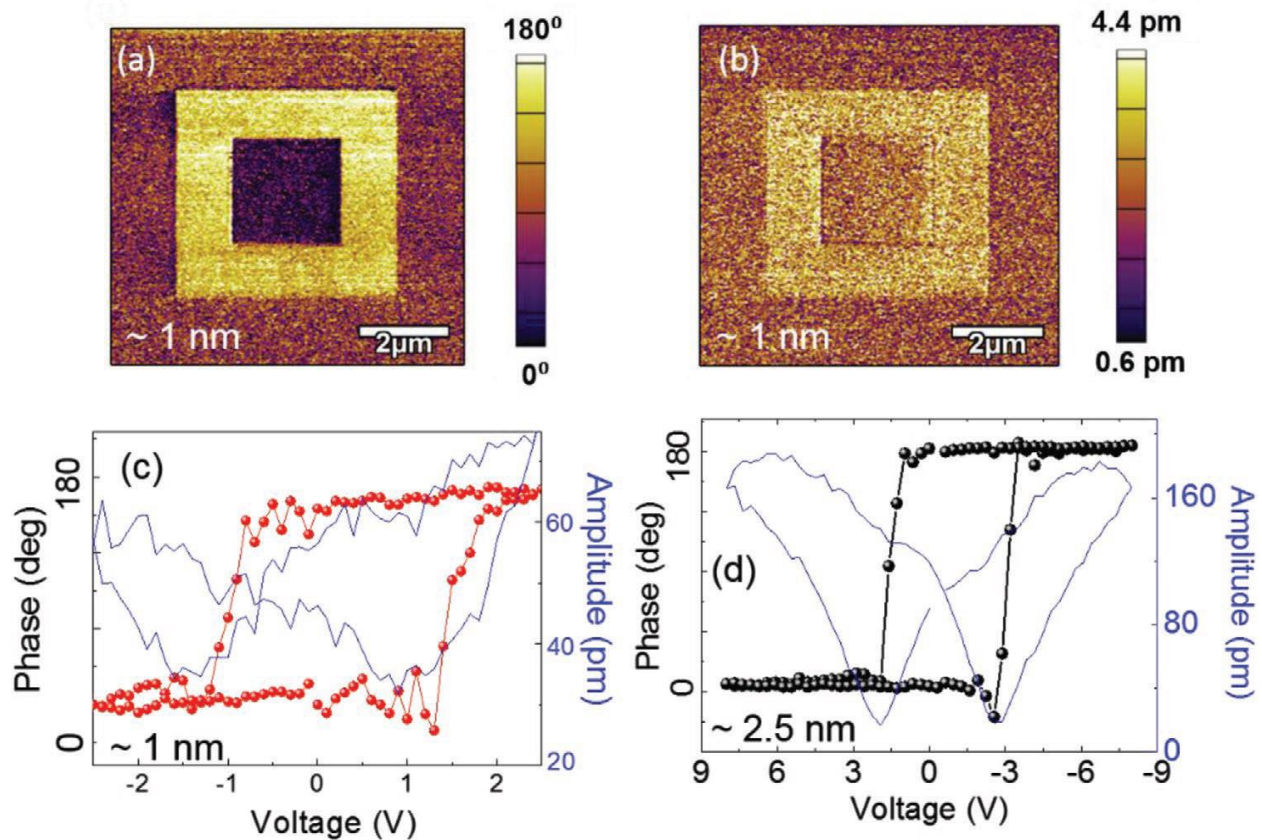 (a)
180⁰
0⁰
~ 1 nm
2μm
(b)
4.4 pm
0.6 pm
~ 1 nm
2μm
(c)
Phase (deg)
180
0
~ 1 nm
-2 -1 0 1 2
Voltage (V)
60
40
20
Amplitude (pm)
(d)
Phase (deg)
180
0
~ 2.5 nm
9 6 3 0 -3 -6 -9
Voltage (V)
160
80
0
Amplitude (pm)